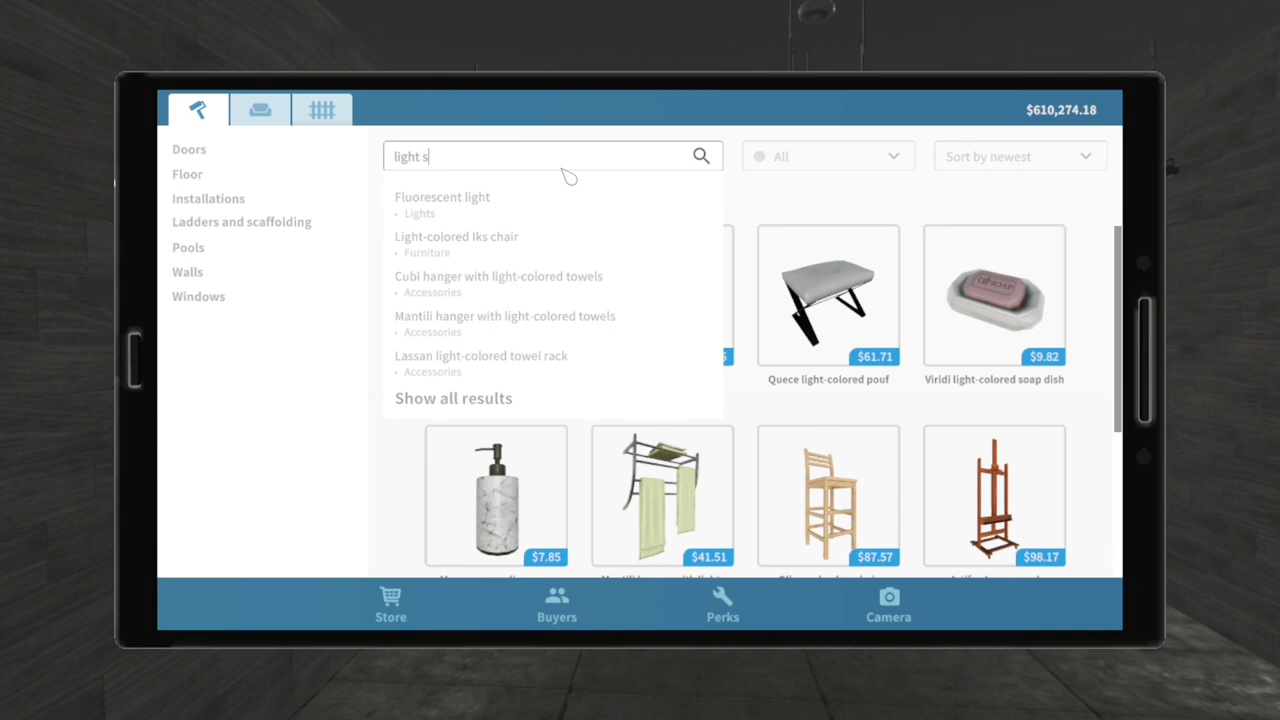 $610,274.18
Doors
Floor
Installations
Ladders and scaffolding
Pools
Walls
Windows
light s
All
Sort by newest
Fluorescent light
• Lights
Light-colored Iks chair
• Furniture
Cubi hanger with light-colored towels
• Accessories
Mantili hanger with light-colored towels
• Accessories
Lassan light-colored towel rack
• Accessories
Show all results
$61.71
$9.82
Quece light-colored pouf
Viridi light-colored soap dish
SOAP
$7.85
$41.51
$87.57
$98.17
Store
Buyers
Perks
Camera